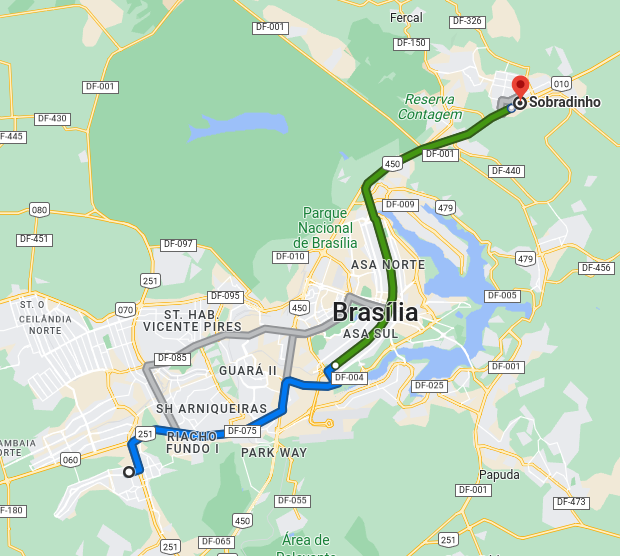 Fercal
DF-326
DF-001
DF-150
010
DF-001
Reserva
Contagem
Sobradinho
DF-430
DF-445
DF-001
450
DF-440
080
DF-009
479
Parque
Nacional
de Brasília
DF-451
DF-097
DF-010
479
DF-456
ASA NORTE
251
DF-095
DF-005
ST. O
CEILÂNDIA
NORTE
070
ST. HAB.
VICENTE PIRES
450
Brasília
ASA SUL
DF-085
GUARÁ II
DF-004
DF-001
DF-025
SH ARNIQUEIRAS
251
RIACHO
FUNDO I
DF-075
AMBAIA
ORTE
060
PARK WAY
Papuda
DF-001
DF-473
DF-180
DF-055
450
DF-065
251
Área de
251